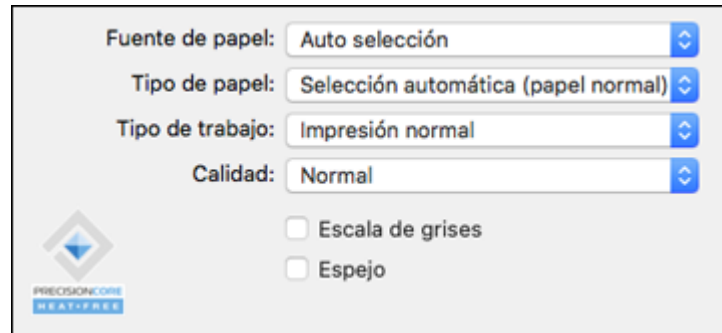 Fuente de papel: Auto selección
Tipo de papel: Selección automática (papel normal)
Tipo de trabajo: Impresión normal
Calidad: Normal
Escala de grises
Espejo
PRECISIONCORE
HEAT-FREE